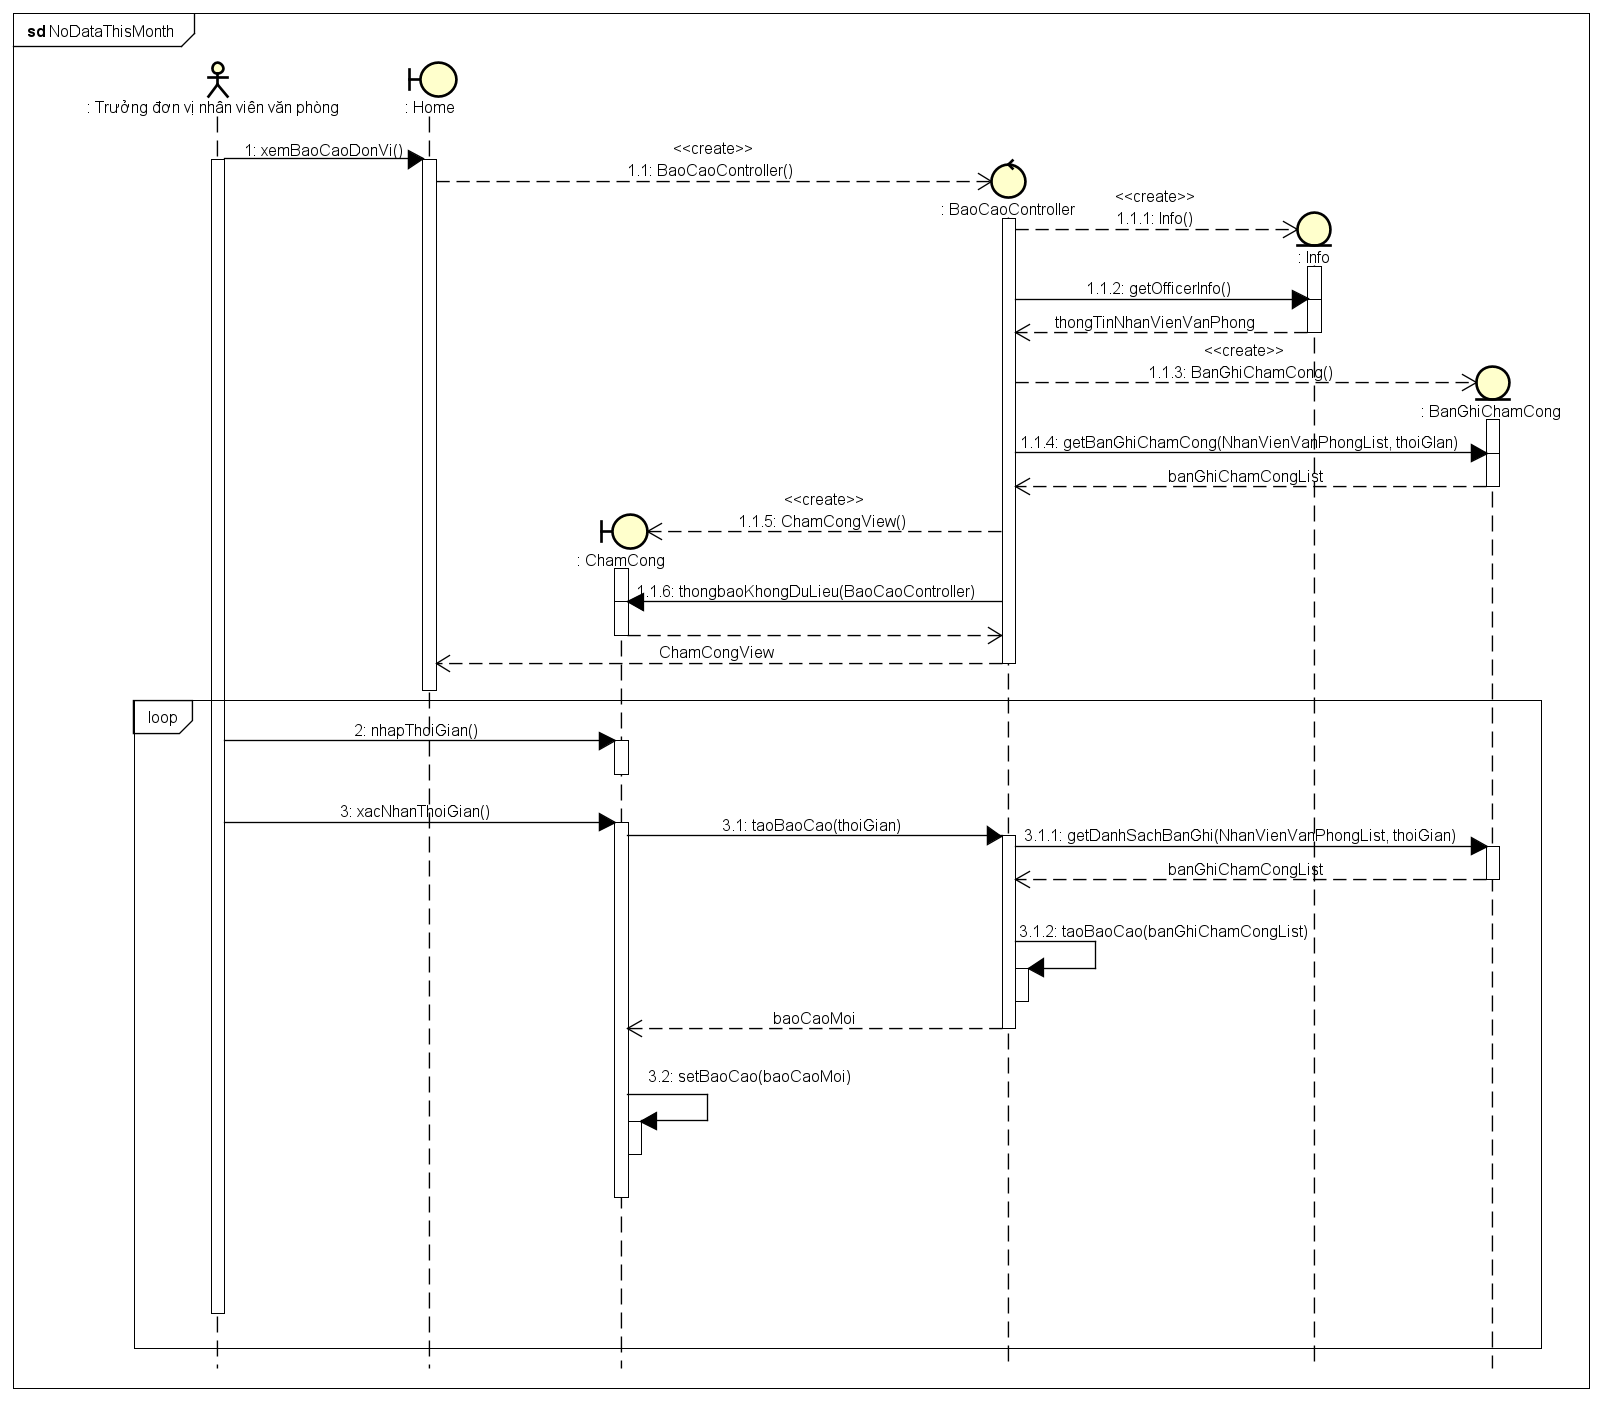 sd NoDataThisMonth
: Trưởng đơn vị nhân viên văn phòng
: Home
1: xemBaoCaoDonVi()
<<create>>
1.1: BaoCaoController()
: BaoCaoController
<<create>>
1.1.1: Info()
: Info
1.1.2: getOfficerInfo()
thongTinNhanVienVanPhong
<<create>>
1.1.3: BanGhiChamCong()
: BanGhiChamCong
1.1.4: getBanGhiChamCong(NhanVienVanPhongList, thoiGIan)
banGhiChamCongList
<<create>>
1.1.5: ChamCongView()
: ChamCong
1.1.6: thongbaoKhongDuLieu(BaoCaoController)
ChamCongView
loop
2: nhapThoiGian()
3: xacNhanThoiGian()
3.1: taoBaoCao(thoiGian)
3.1.1: getDanhSachBanGhi(NhanVienVanPhongList, thoiGian)
banGhiChamCongList
3.1.2: taoBaoCao(banGhiChamCongList)
baoCaoMoi
3.2: setBaoCao(baoCaoMoi)